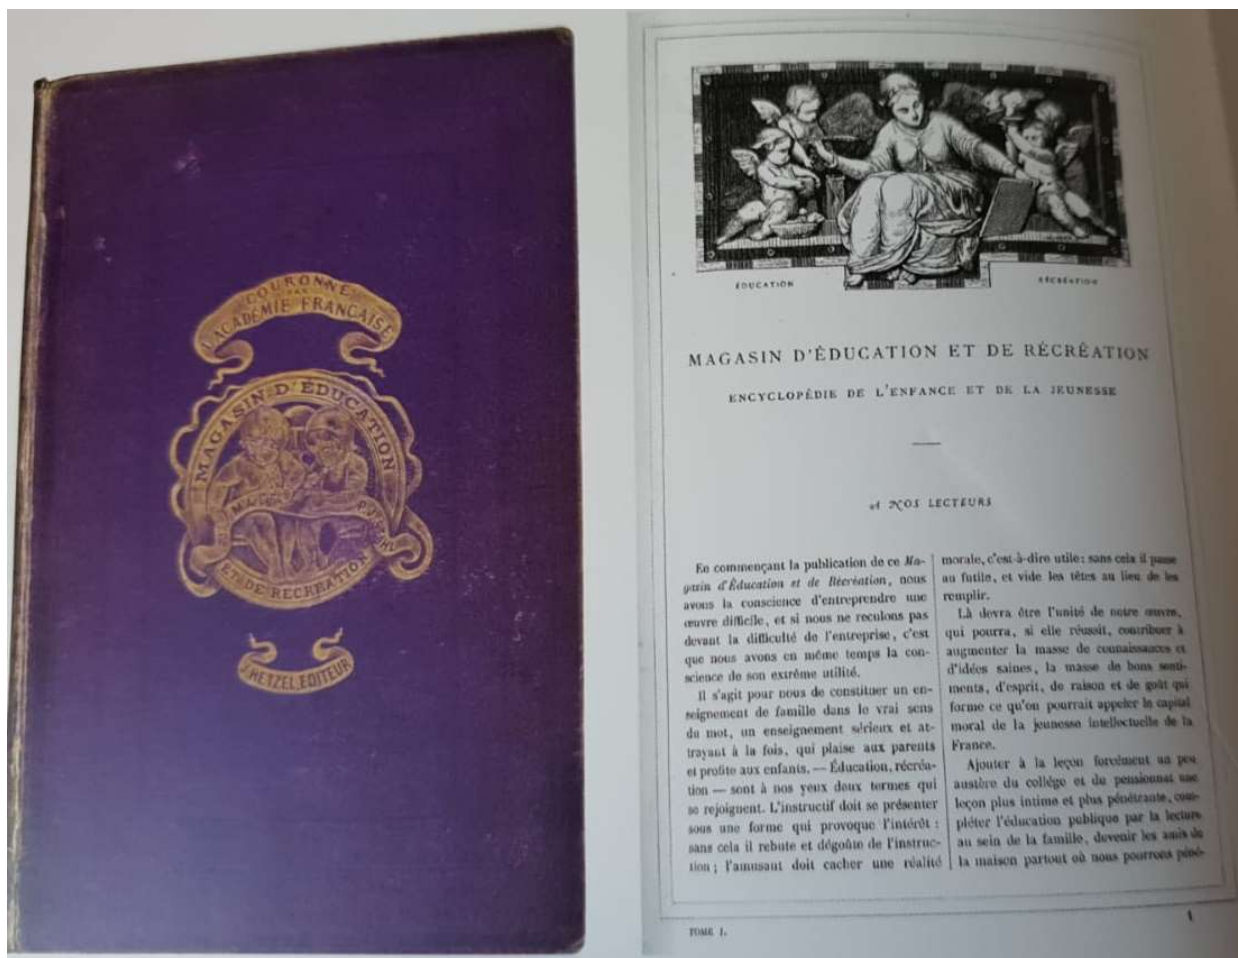 COURONNÉ
PAR
L'ACADÉMIE FRANÇAISE
MAGASIN D'ÉDUCATION
ET DE RECREATION
J. HETZEL, EDITEUR
ÉDUCATION
RÉCRÉATION
MAGASIN D'ÉDUCATION ET DE RÉCRÉATION
ENCYCLOPÉDIE DE L'ENFANCE ET DE LA JEUNESSE
A NOS LECTEURS
En commençant la publication de ce Ma-
gasin d'Éducation et de Récréation, nous
avons la conscience d'entreprendre une
œuvre difficile, et si nous ne reculons pas
devant la difficulté de l'entreprise, c'est
que nous avons en même temps la con-
science de son extrême utilité.
Il s'agit pour nous de constituer un en-
seignement de famille dans le vrai sens
du mot, un enseignement sérieux et at-
trayant à la fois, qui plaise aux parents
et profite aux enfants. — Éducation, récréa-
tion — sont à nos yeux deux termes qui
se rejoignent. L'instructif doit se présenter
sous une forme qui provoque l'intérêt :
sans cela il rebute et dégoûte de l'instruc-
tion ; l'amusant doit cacher une réalité
morale, c'est-à-dire utile : sans cela il passe
au futile, et vide les têtes au lieu de les
remplir.
Là devra être l'unité de notre œuvre,
qui pourra, si elle réussit, contribuer à
augmenter la masse de connaissances et
d'idées saines, la masse de bons senti-
ments, d'esprit, de raison et de goût qui
forme ce qu'on pourrait appeler le capital
moral de la jeunesse intellectuelle de la
France.
Ajouter à la leçon forcément un peu
austère du collége et du pensionnat une
leçon plus intime et plus pénétrante, com-
pléter l'éducation publique par la lecture
au sein de la famille, devenir les amis de
la maison partout où nous pourrons péné-
TOME I.
1